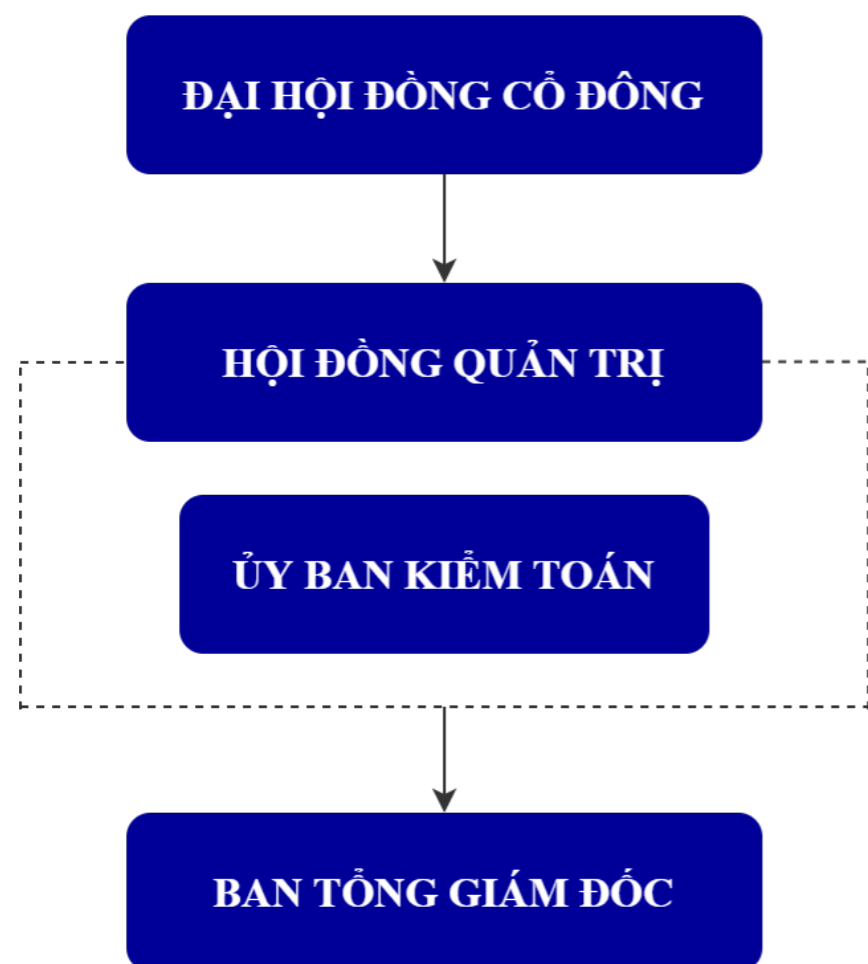 ĐẠI HỘI ĐỒNG CỔ ĐÔNG
HỘI ĐỒNG QUẢN TRỊ
ỦY BAN KIỂM TOÁN
BAN TỔNG GIÁM ĐỐC